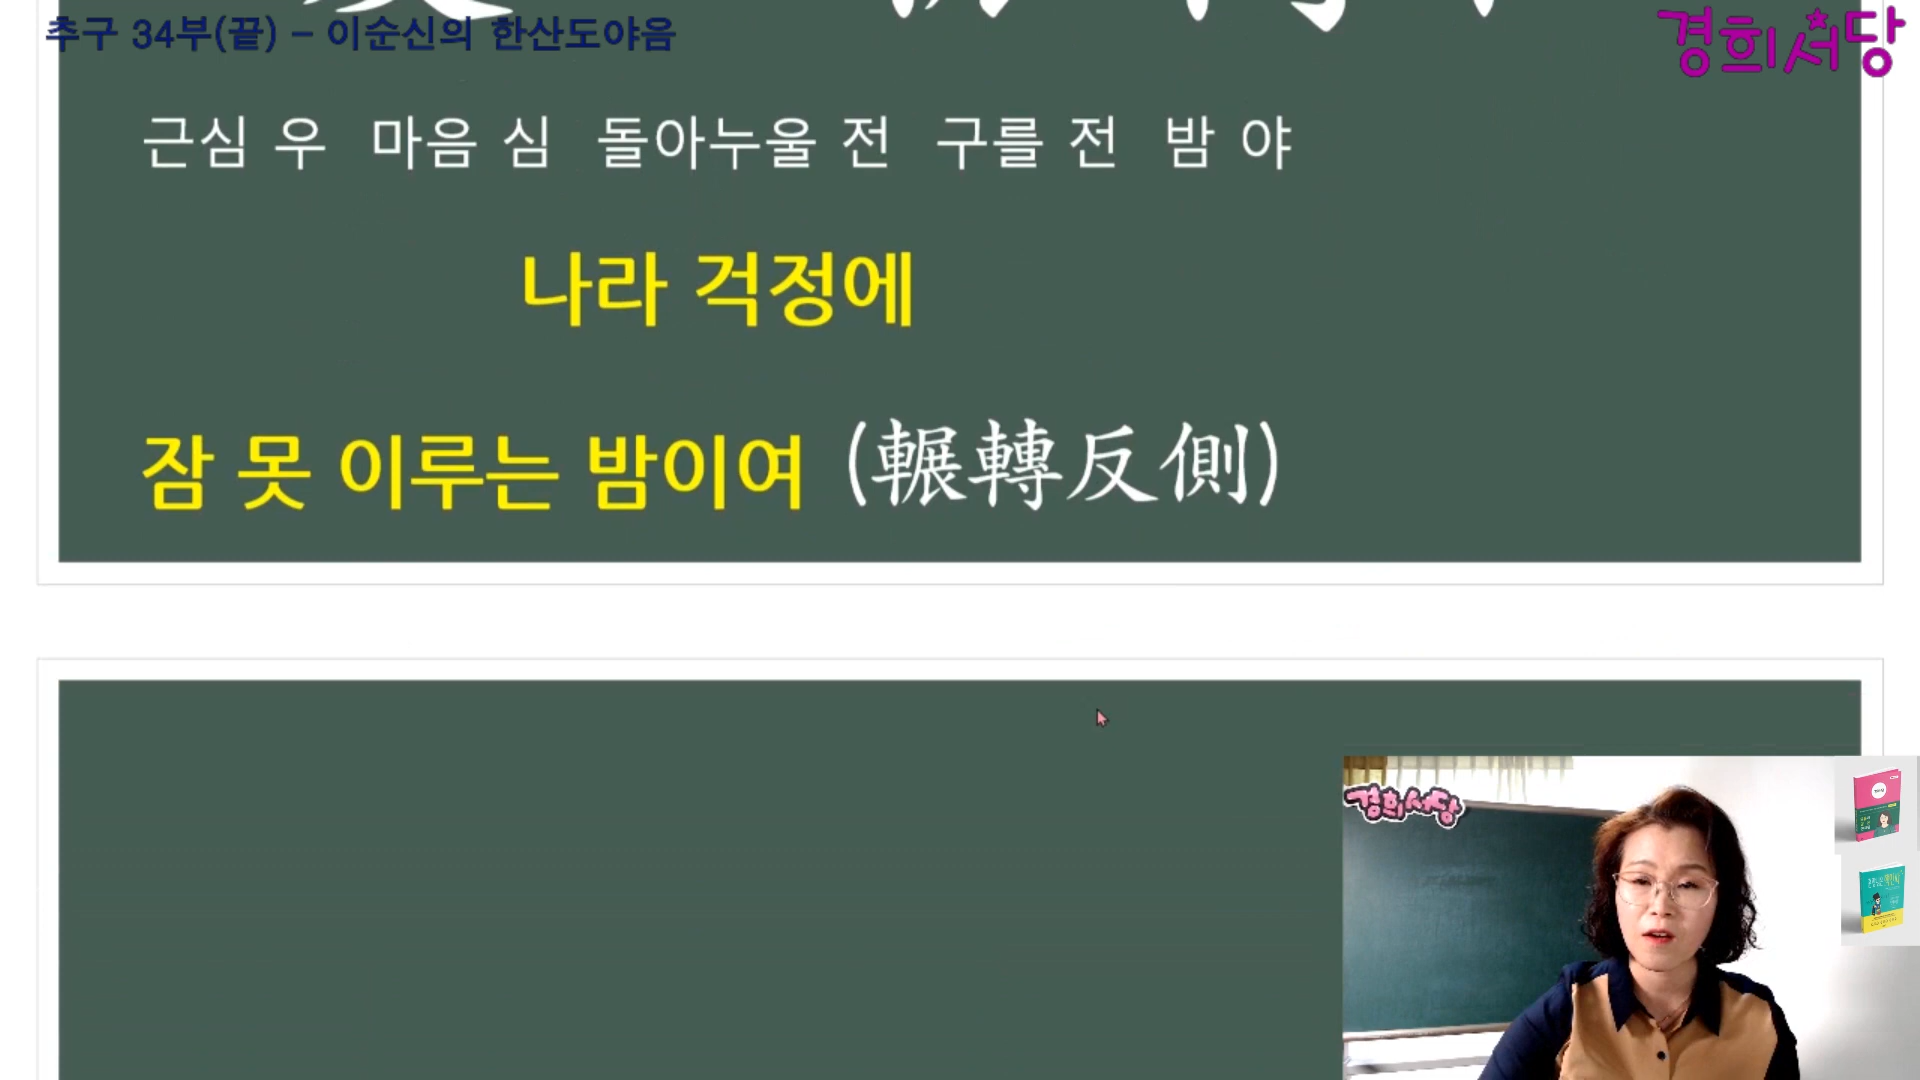 추구 34부(끝) - 이순신의 한산도야음
경희서당
근심 우 마음 심 돌아누울 전 구를 전 밤 야
나라 걱정에
잠 못 이루는 밤이여 (輾轉反側)
경희서당